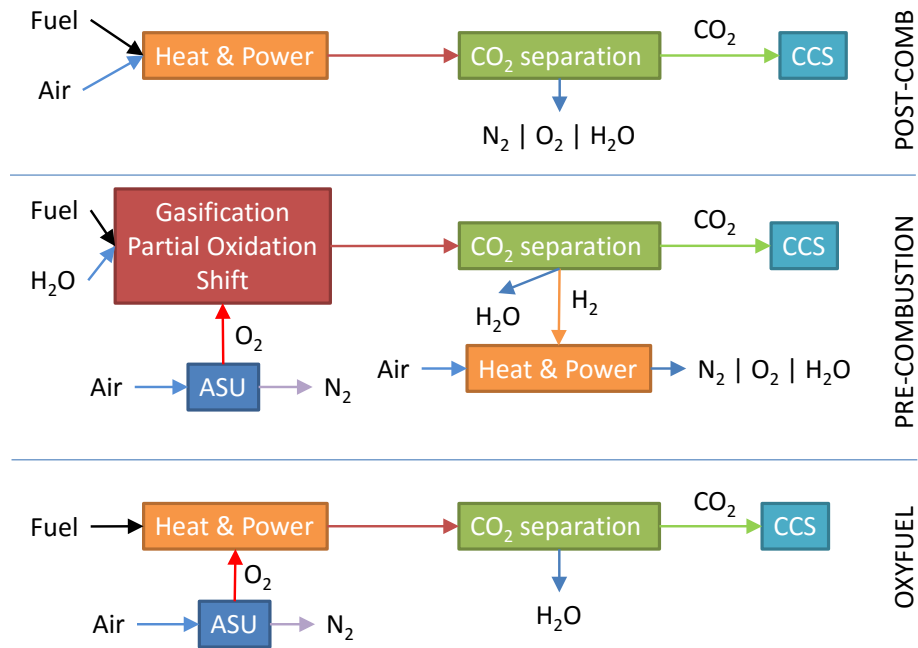 Fuel
Heat & Power
CO₂ separation
CO₂
CCS
Air
N₂ | O₂ | H₂O
POST-COMB
Fuel
H₂O
Gasification
Partial Oxidation
Shift
CO₂ separation
CO₂
CCS
H₂O
H₂
O₂
Air
ASU
N₂
Air
Heat & Power
N₂ | O₂ | H₂O
PRE-COMBUSTION
Fuel
Heat & Power
CO₂ separation
CO₂
CCS
O₂
Air
ASU
N₂
H₂O
OXYFUEL